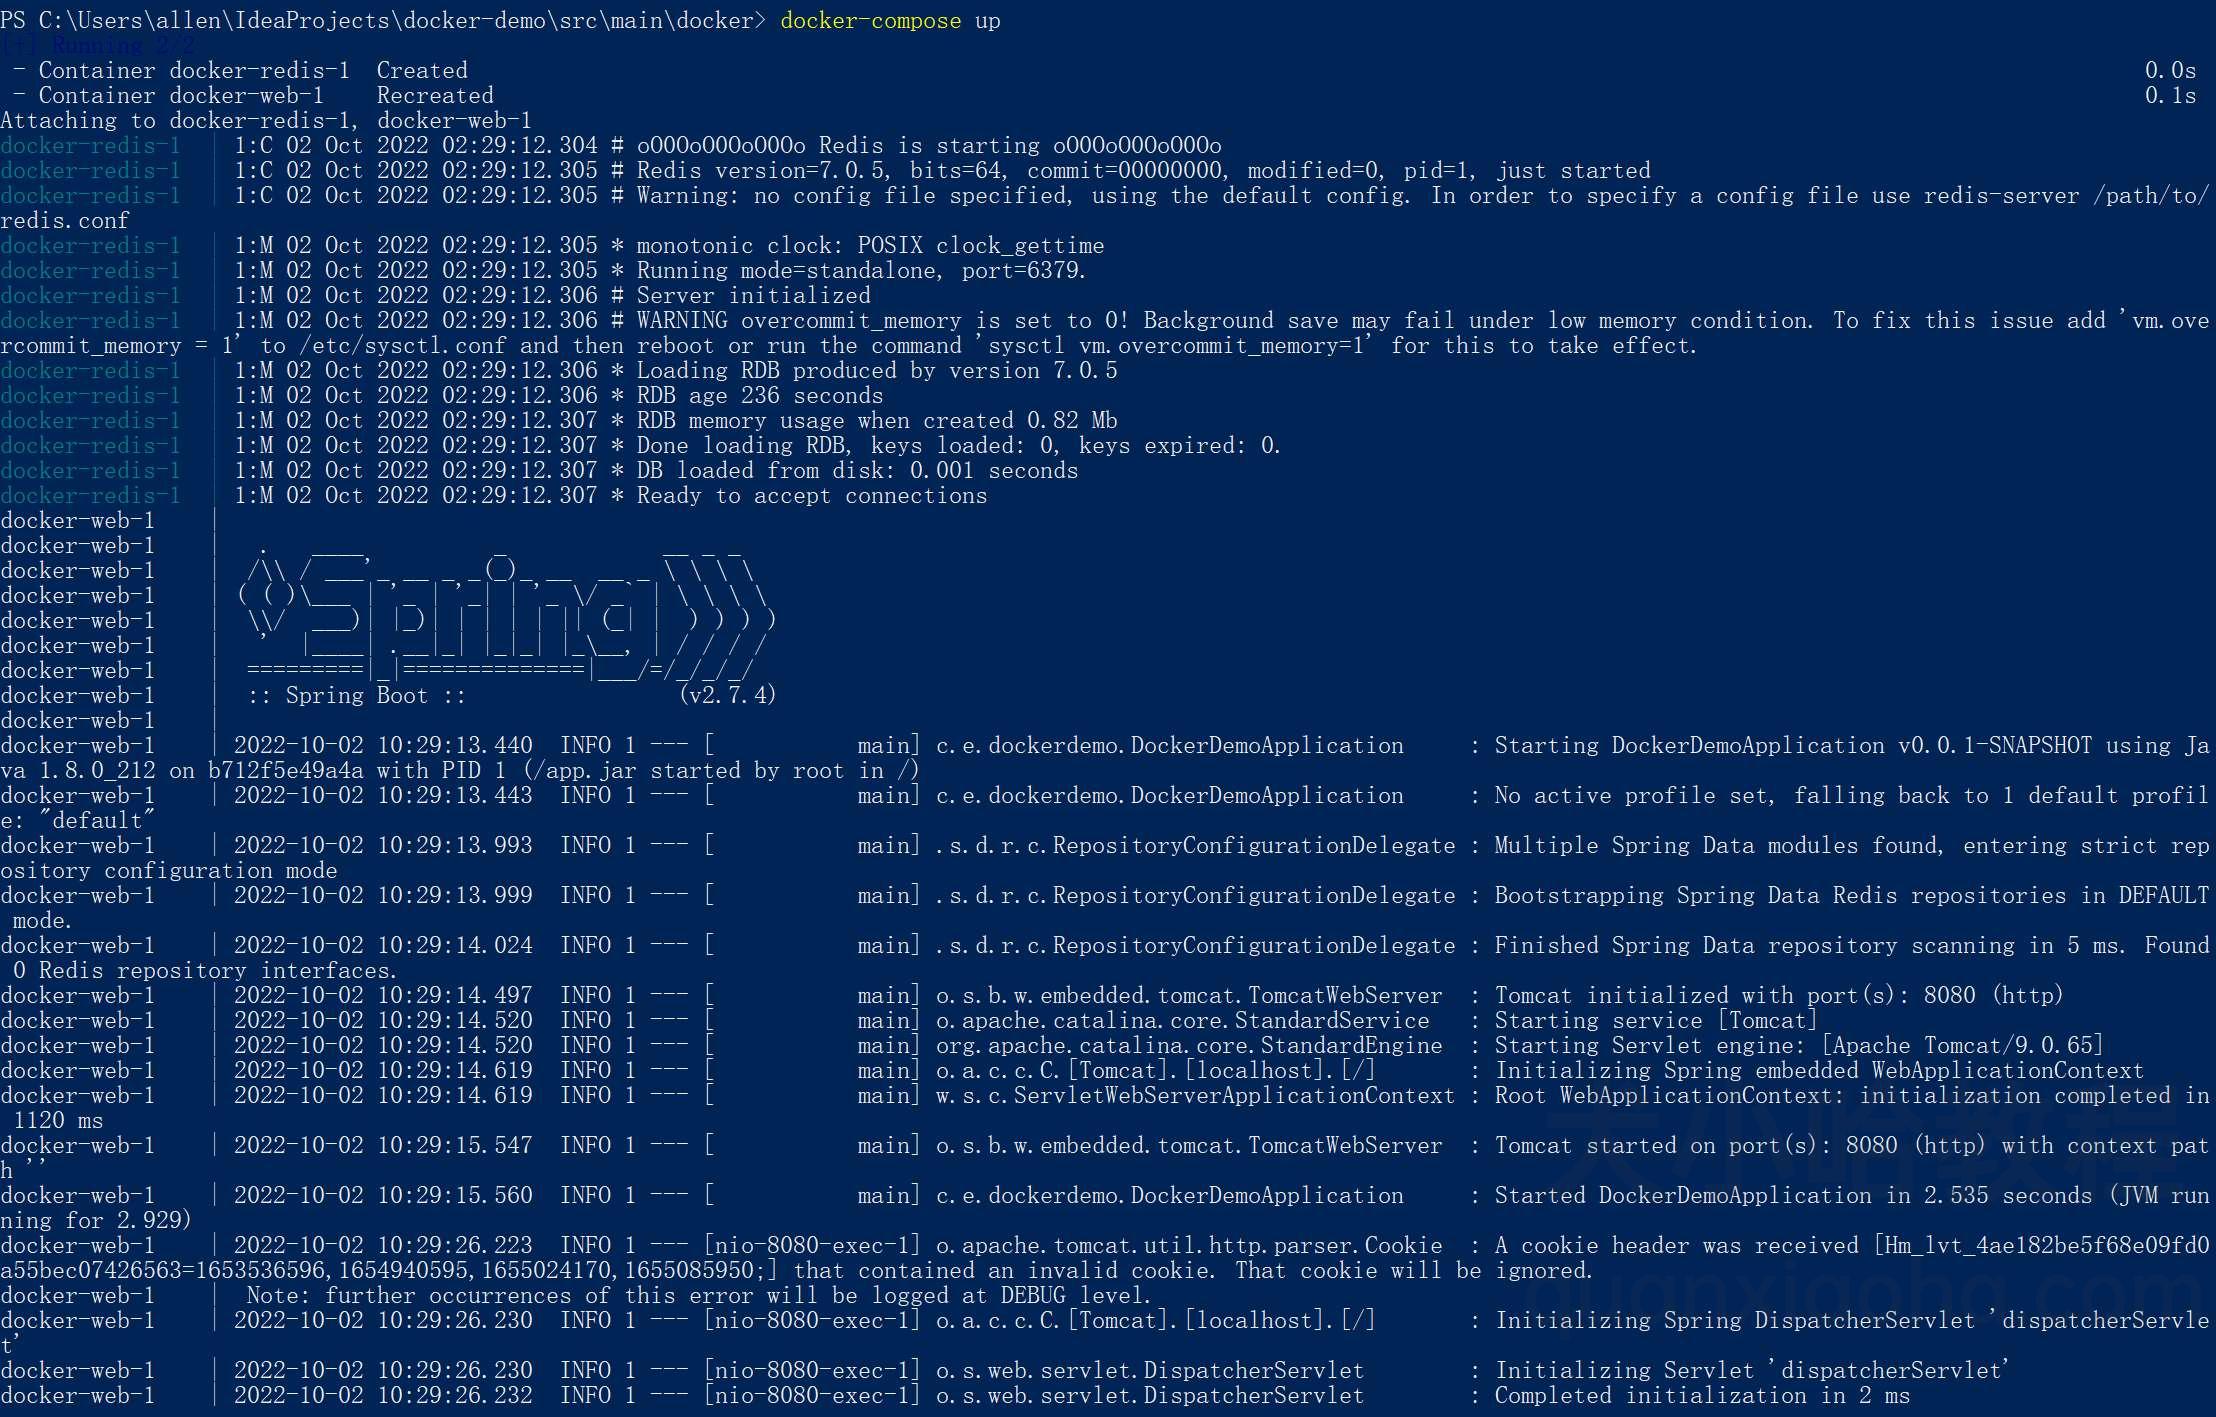 PS C:\Users\allen\IdeaProjects\docker-demo\src\main\docker> docker-compose up
[+] Running 2/2
 - Container docker-redis-1  Created                                                    0.0s
 - Container docker-web-1    Recreated                                                  0.1s
Attaching to docker-redis-1, docker-web-1
docker-redis-1  | 1:C 02 Oct 2022 02:29:12.304 # oO0OoO0OoO0Oo Redis is starting oO0OoO0OoO0Oo
docker-redis-1  | 1:C 02 Oct 2022 02:29:12.305 # Redis version=7.0.5, bits=64, commit=00000000, modified=0, pid=1, just started
docker-redis-1  | 1:C 02 Oct 2022 02:29:12.305 # Warning: no config file specified, using the default config. In order to specify a config file use redis-server /path/to/
redis.conf
docker-redis-1  | 1:M 02 Oct 2022 02:29:12.305 * monotonic clock: POSIX clock_gettime
docker-redis-1  | 1:M 02 Oct 2022 02:29:12.305 * Running mode=standalone, port=6379.
docker-redis-1  | 1:M 02 Oct 2022 02:29:12.306 # Server initialized
docker-redis-1  | 1:M 02 Oct 2022 02:29:12.306 # WARNING overcommit_memory is set to 0! Background save may fail under low memory condition. To fix this issue add 'vm.ove
rcommit_memory = 1' to /etc/sysctl.conf and then reboot or run the command 'sysctl vm.overcommit_memory=1' for this to take effect.
docker-redis-1  | 1:M 02 Oct 2022 02:29:12.306 * Loading RDB produced by version 7.0.5
docker-redis-1  | 1:M 02 Oct 2022 02:29:12.306 * RDB age 236 seconds
docker-redis-1  | 1:M 02 Oct 2022 02:29:12.307 * RDB memory usage when created 0.82 Mb
docker-redis-1  | 1:M 02 Oct 2022 02:29:12.307 * Done loading RDB, keys loaded: 0, keys expired: 0.
docker-redis-1  | 1:M 02 Oct 2022 02:29:12.307 * DB loaded from disk: 0.001 seconds
docker-redis-1  | 1:M 02 Oct 2022 02:29:12.307 * Ready to accept connections
docker-web-1    |
docker-web-1    |   .   ____          _            __ _ _
docker-web-1    |  /\\ / ___'_ __ _ _(_)_ __  __ _ \ \ \ \
docker-web-1    | ( ( )\___ | '_ | '_| | '_ \/ _` | \ \ \ \
docker-web-1    |  \\/  ___)| |_)| | | | | || (_| |  ) ) ) )
docker-web-1    |   '  |____| .__|_| |_|_| |_\__, | / / / /
docker-web-1    |  =========|_|==============|___/=/_/_/_/
docker-web-1    |  :: Spring Boot ::                (v2.7.4)
docker-web-1    |
docker-web-1    | 2022-10-02 10:29:13.440  INFO 1 --- [           main] c.e.dockerdemo.DockerDemoApplication     : Starting DockerDemoApplication v0.0.1-SNAPSHOT using Ja
va 1.8.0_212 on b712f5e49a4a with PID 1 (/app.jar started by root in /)
docker-web-1    | 2022-10-02 10:29:13.443  INFO 1 --- [           main] c.e.dockerdemo.DockerDemoApplication     : No active profile set, falling back to 1 default profil
e: "default"
docker-web-1    | 2022-10-02 10:29:13.993  INFO 1 --- [           main] .s.d.r.c.RepositoryConfigurationDelegate : Multiple Spring Data modules found, entering strict rep
ository configuration mode
docker-web-1    | 2022-10-02 10:29:13.999  INFO 1 --- [           main] .s.d.r.c.RepositoryConfigurationDelegate : Bootstrapping Spring Data Redis repositories in DEFAULT
 mode.
docker-web-1    | 2022-10-02 10:29:14.024  INFO 1 --- [           main] .s.d.r.c.RepositoryConfigurationDelegate : Finished Spring Data repository scanning in 5 ms. Found
 0 Redis repository interfaces.
docker-web-1    | 2022-10-02 10:29:14.497  INFO 1 --- [           main] o.s.b.w.embedded.tomcat.TomcatWebServer  : Tomcat initialized with port(s): 8080 (http)
docker-web-1    | 2022-10-02 10:29:14.520  INFO 1 --- [           main] o.apache.catalina.core.StandardService   : Starting service [Tomcat]
docker-web-1    | 2022-10-02 10:29:14.520  INFO 1 --- [           main] org.apache.catalina.core.StandardEngine  : Starting Servlet engine: [Apache Tomcat/9.0.65]
docker-web-1    | 2022-10-02 10:29:14.619  INFO 1 --- [           main] o.a.c.c.C.[Tomcat].[localhost].[/]       : Initializing Spring embedded WebApplicationContext
docker-web-1    | 2022-10-02 10:29:14.619  INFO 1 --- [           main] w.s.c.ServletWebServerApplicationContext : Root WebApplicationContext: initialization completed in
 1120 ms
docker-web-1    | 2022-10-02 10:29:15.547  INFO 1 --- [           main] o.s.b.w.embedded.tomcat.TomcatWebServer  : Tomcat started on port(s): 8080 (http) with context pat
h ''
docker-web-1    | 2022-10-02 10:29:15.560  INFO 1 --- [           main] c.e.dockerdemo.DockerDemoApplication     : Started DockerDemoApplication in 2.535 seconds (JVM run
ning for 2.929)
docker-web-1    | 2022-10-02 10:29:26.223  INFO 1 --- [nio-8080-exec-1] o.apache.tomcat.util.http.parser.Cookie  : A cookie header was received [Hm_lvt_4ae182be5f68e09fd0
a55bec07426563=1653536596,1654940595,1655024170,1655085950;] that contained an invalid cookie. That cookie will be ignored.
docker-web-1    |  Note: further occurrences of this error will be logged at DEBUG level.
docker-web-1    | 2022-10-02 10:29:26.230  INFO 1 --- [nio-8080-exec-1] o.a.c.c.C.[Tomcat].[localhost].[/]       : Initializing Spring DispatcherServlet 'dispatcherServle
t'
docker-web-1    | 2022-10-02 10:29:26.230  INFO 1 --- [nio-8080-exec-1] o.s.web.servlet.DispatcherServlet        : Initializing Servlet 'dispatcherServlet'
docker-web-1    | 2022-10-02 10:29:26.232  INFO 1 --- [nio-8080-exec-1] o.s.web.servlet.DispatcherServlet        : Completed initialization in 2 ms
quanxiaoha.com